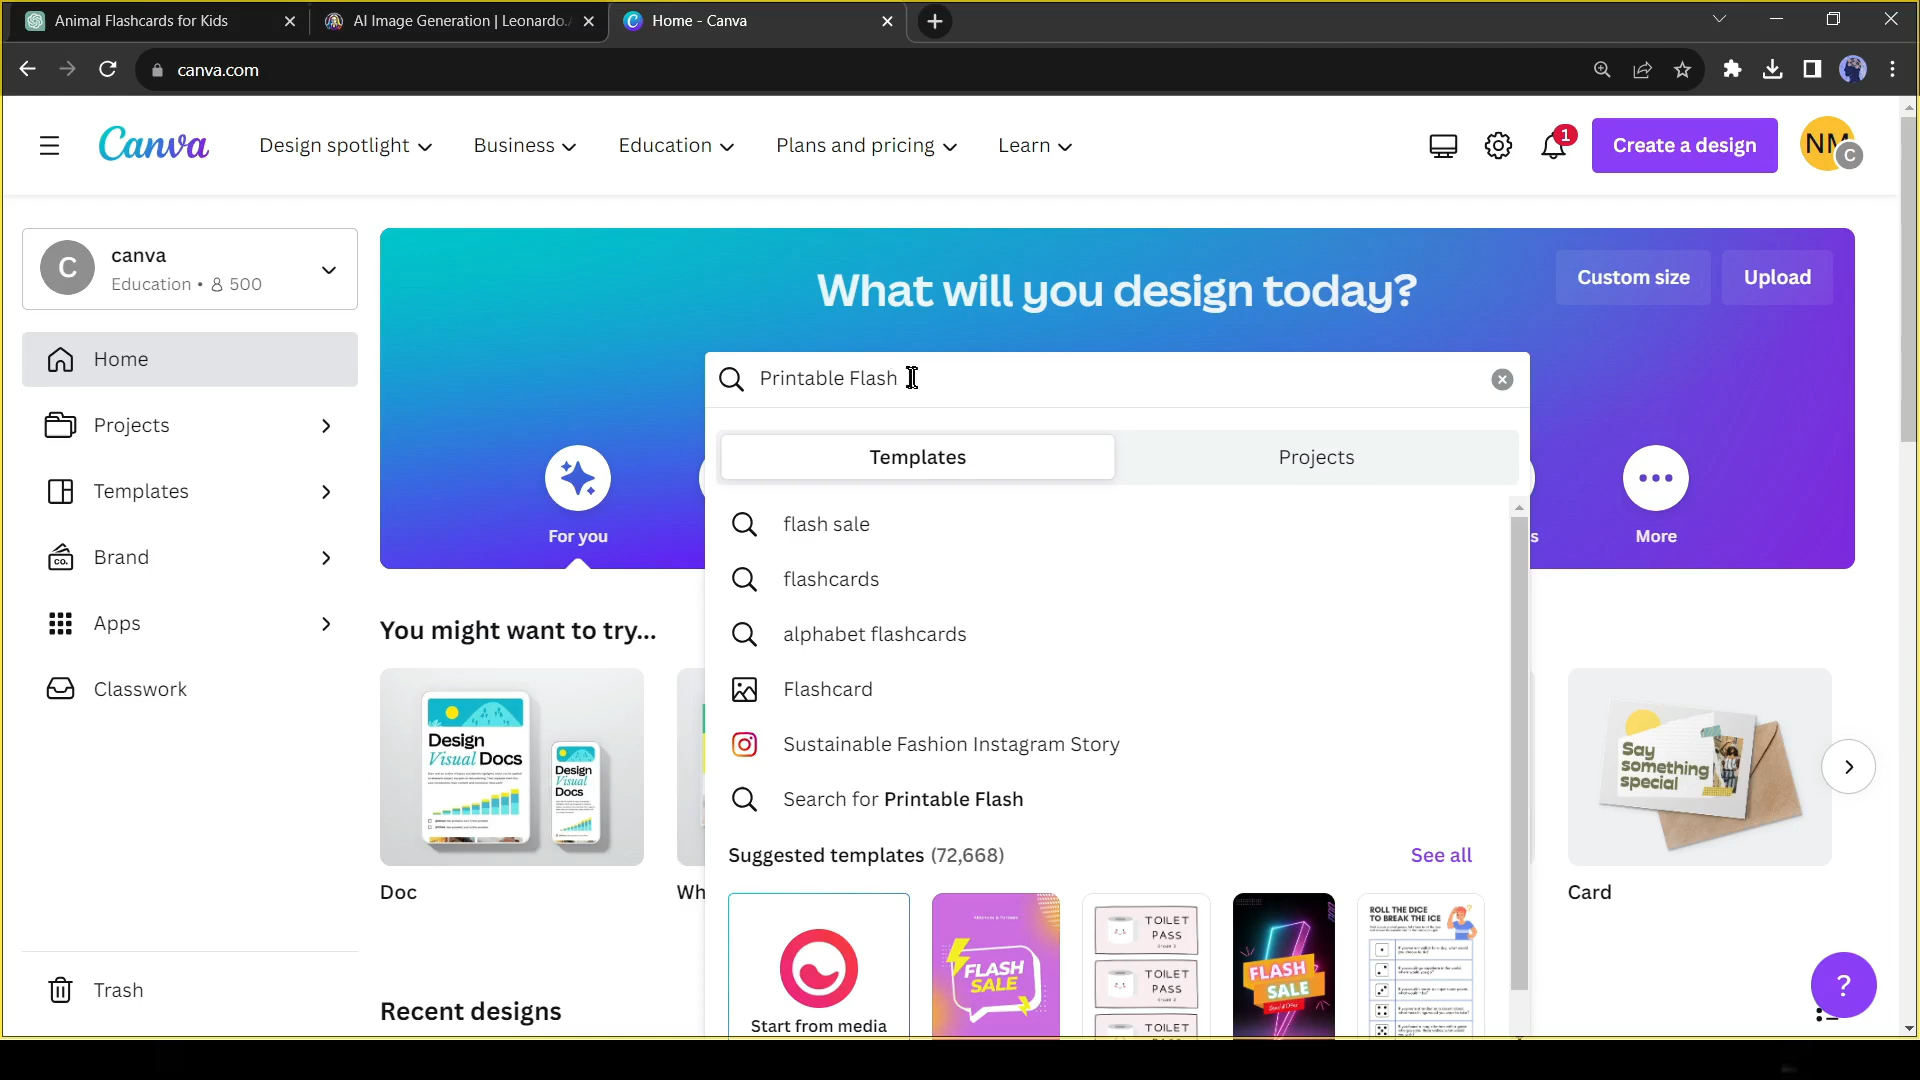 Animal Flashcards for Kids
AI Image Generation | Leonardo.
Home - Canva
canva.com
Canva
Design spotlight
Business
Education
Plans and pricing
Learn
1
Create a design
NM
C
C
canva
Education • 500
Home
Projects
Templates
Brand
Apps
Classwork
Trash
What will you design today?
Custom size
Upload
Printable Flash
Templates
Projects
For you
s
More
flash sale
flashcards
alphabet flashcards
Flashcard
Sustainable Fashion Instagram Story
Search for Printable Flash
Suggested templates (72,668)
See all
Start from media
FLASH
SALE
TOILET
PASS
TOILET
PASS
TOILET
FLASH
SALE
ROLL THE DICE
TO BREAK THE ICE
You might want to try...
Design
Visual Docs
Design
Visual
Docs
Doc
Wh
Say
something
special
Card
Recent designs
?